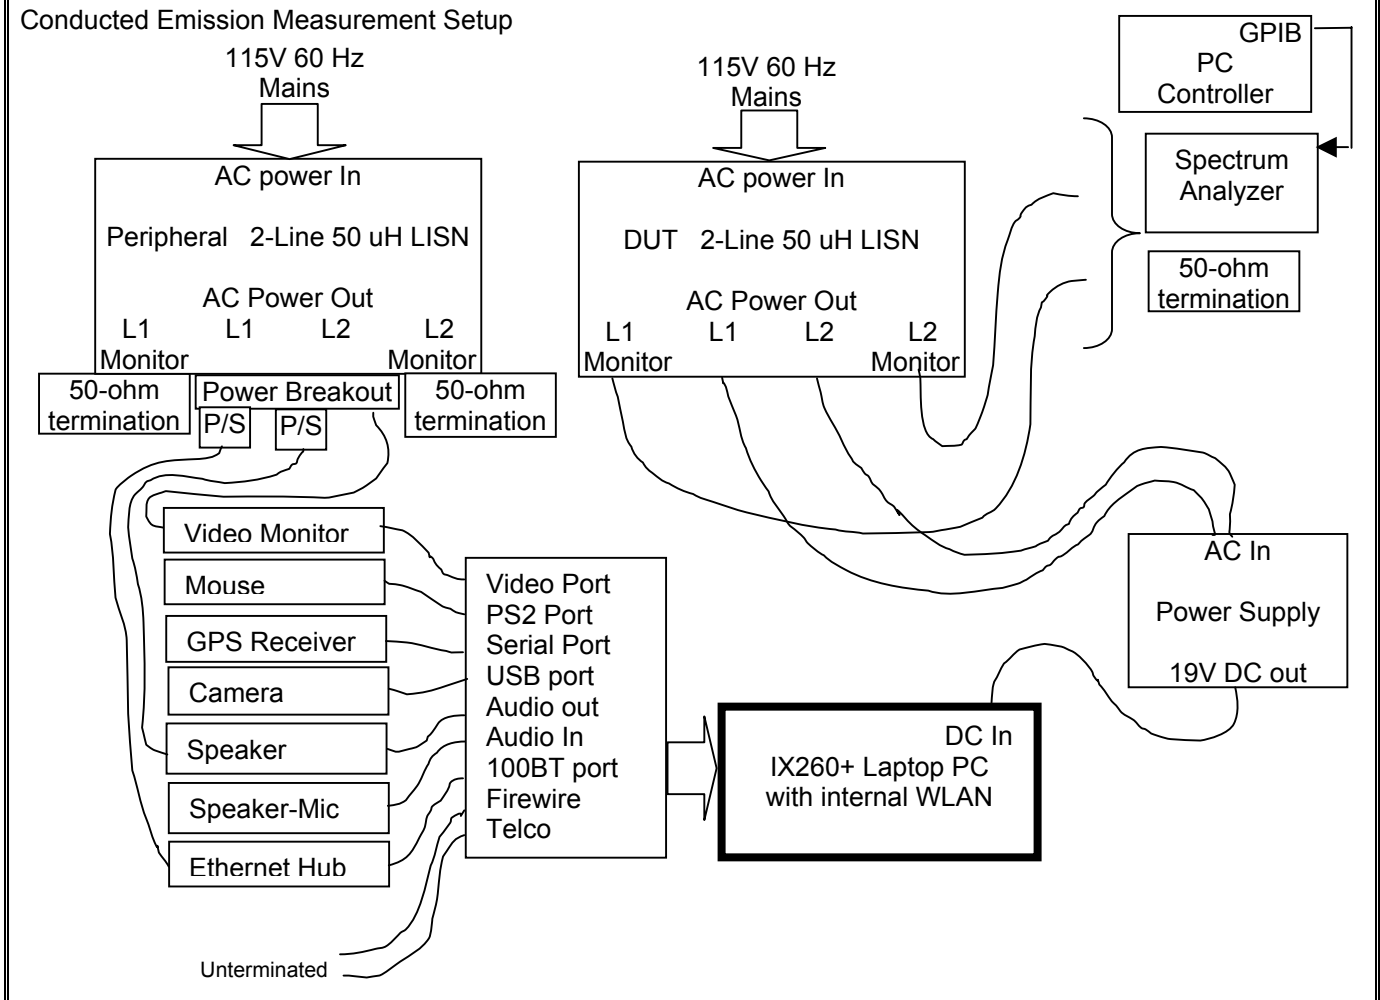 Conducted Emission Measurement Setup
115V 60 Hz
Mains
AC power In
Peripheral 2-Line 50 uH LISN
AC Power Out
L1 L1 L2 L2
Monitor Monitor
50-ohm
termination
Power Breakout
50-ohm
termination
P/S P/S
115V 60 Hz
Mains
AC power In
DUT 2-Line 50 uH LISN
AC Power Out
L1 L1 L2 L2
Monitor Monitor
GPIB
PC
Controller
Spectrum
Analyzer
50-ohm
termination
Video Monitor
Mouse
GPS Receiver
Camera
Speaker
Speaker-Mic
Ethernet Hub
Unterminated
Video Port
PS2 Port
Serial Port
USB port
Audio out
Audio In
100BT port
Firewire
Telco
DC In
IX260+ Laptop PC
with internal WLAN
AC In
Power Supply
19V DC out